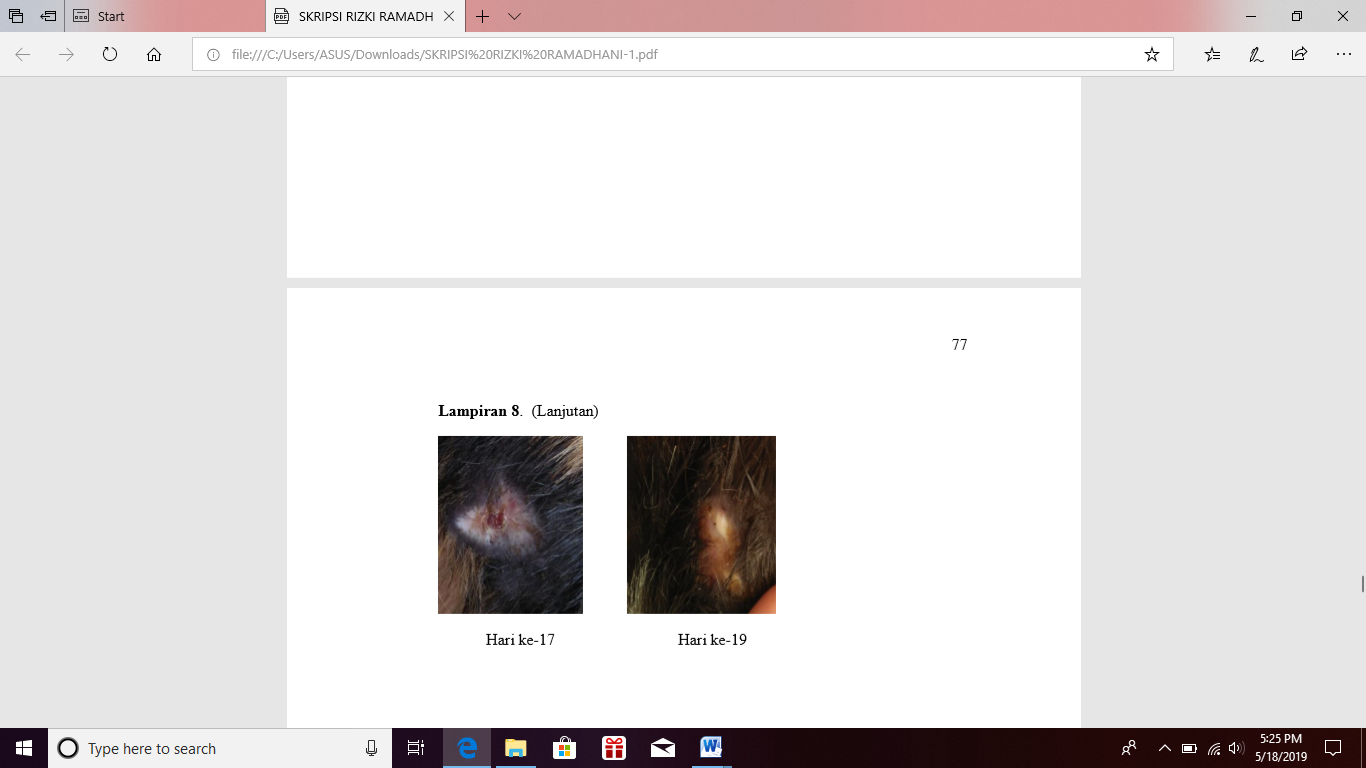 Start
SKRIPSI RIZKI RAMADH
file:///C:/Users/ASUS/Downloads/SKRIPSI%20RIZKI%20RAMADHANI-1.pdf
77
Lampiran 8. (Lanjutan)
Hari ke-17
Hari ke-19
Type here to search
5:25 PM
5/18/2019